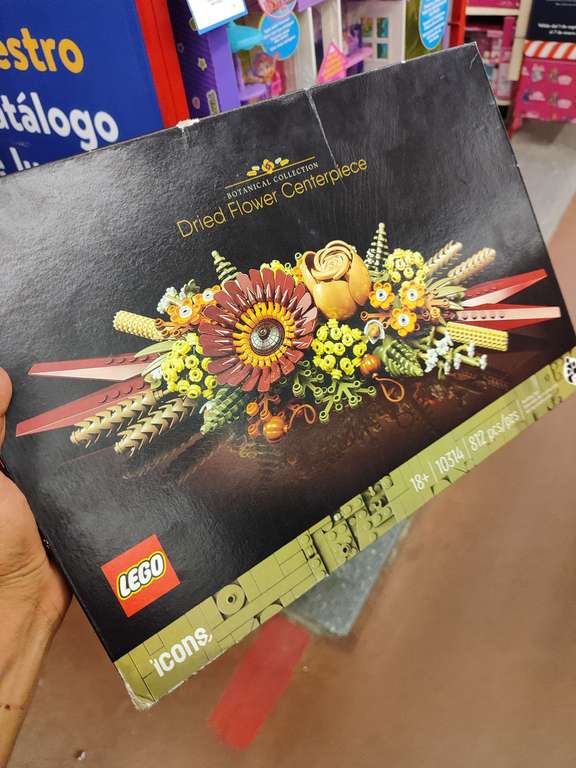 estro
atálogo
BOTANICAL COLLECTION
Dried Flower Centerpiece
18+ | 10314 | 812 pcs/pzs
LEGO
icons